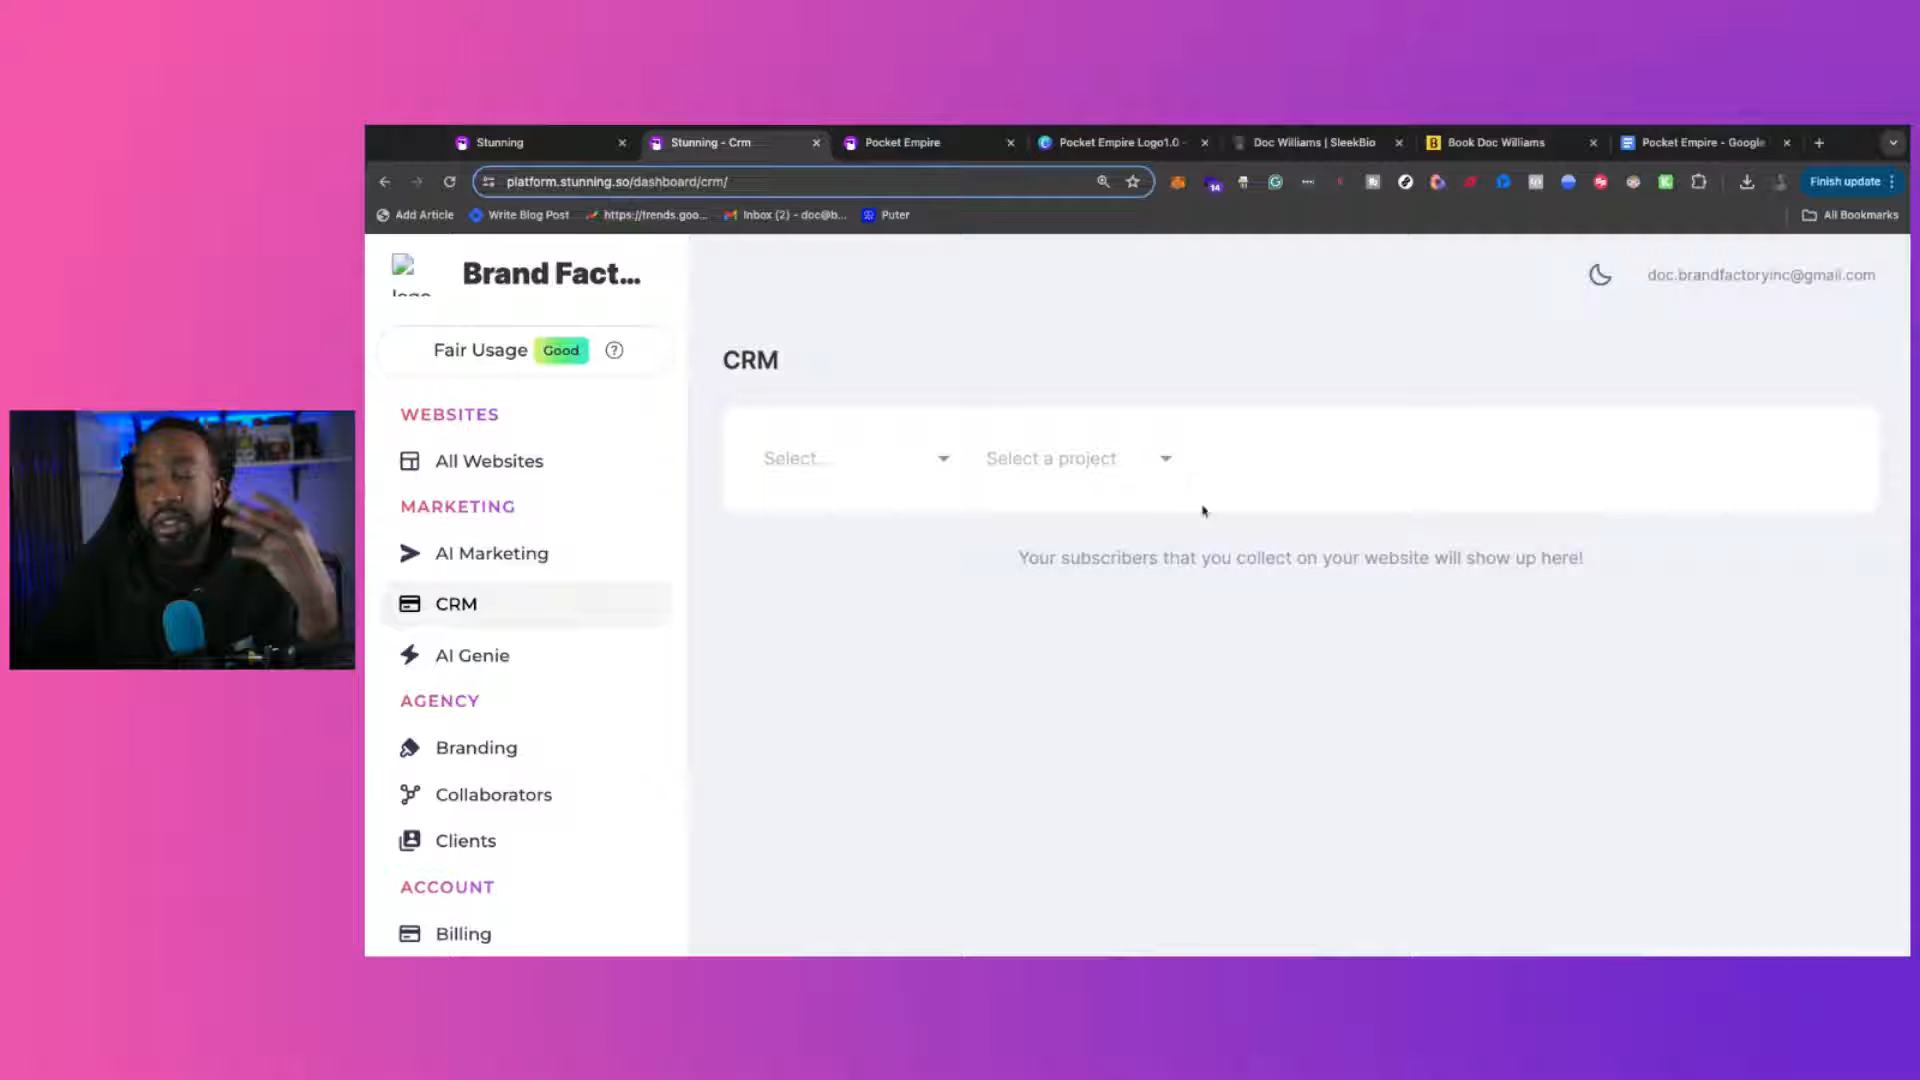 Stunning
Stunning - Crm
Pocket Empire
Pocket Empire Logo1.0 -
Doc Williams | SleekBio
Book Doc Williams
Pocket Empire - Google
platform.stunning.so/dashboard/crm/
14
Finish update
Add Article
Write Blog Post
https://trends.goo...
Inbox (2) - doc@b...
Puter
All Bookmarks
logo
Brand Fact...
doc.brandfactoryinc@gmail.com
Fair Usage Good
CRM
WEBSITES
All Websites
Select...
Select a project
MARKETING
AI Marketing
Your subscribers that you collect on your website will show up here!
CRM
AI Genie
AGENCY
Branding
Collaborators
Clients
ACCOUNT
Billing